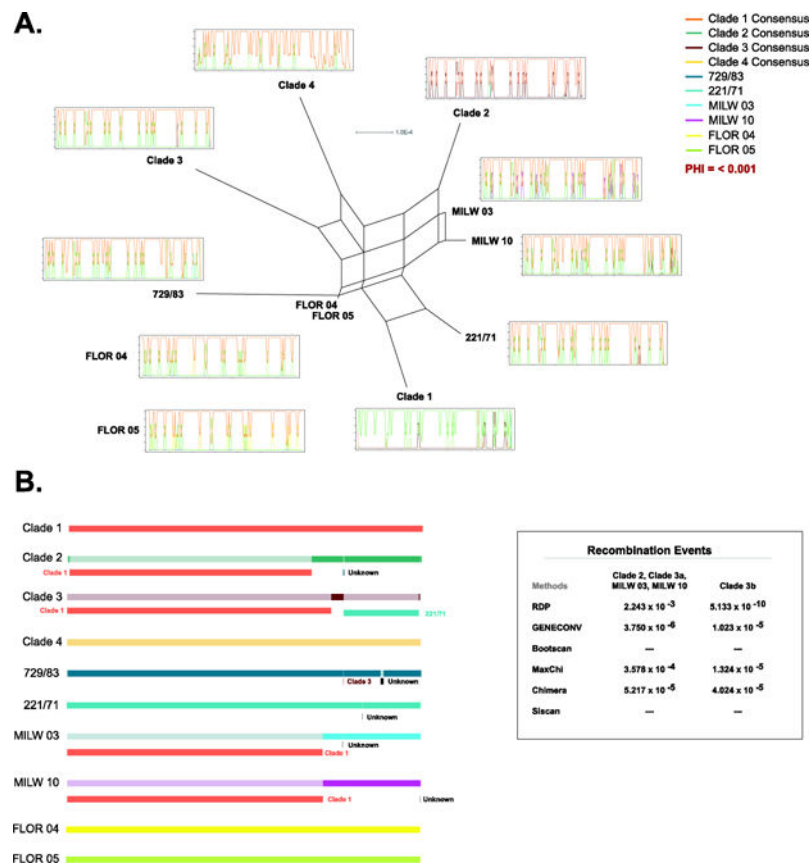 A.
Clade 1 Consensus
Clade 2 Consensus
Clade 3 Consensus
Clade 4 Consensus
729/83
221/71
MILW 03
MILW 10
FLOR 04
FLOR 05
PHI = < 0.001
Clade 4
1.0E-4
Clade 2
Clade 3
MILW 03
MILW 10
729/83
FLOR 04
FLOR 05
221/71
FLOR 04
Clade 1
FLOR 05
B.
Clade 1
Clade 2
Clade 1
Unknown
Clade 3
Clade 1
221/71
Clade 4
729/83
Clade 3
Unknown
221/71
Unknown
MILW 03
Unknown
Clade 1
MILW 10
Clade 1
Unknown
FLOR 04
FLOR 05
Recombination Events
Methods
Clade 2, Clade 3a,
MILW 03, MILW 10
Clade 3b
RDP 2.243 x 10 -3 5.133 x 10 -10
GENECONV 3.750 x 10 -6 1.023 x 10 -5
Bootscan --- ---
MaxChi 3.578 x 10 -4 1.324 x 10 -5
Chimera 5.217 x 10 -5 4.024 x 10 -5
Siscan --- ---